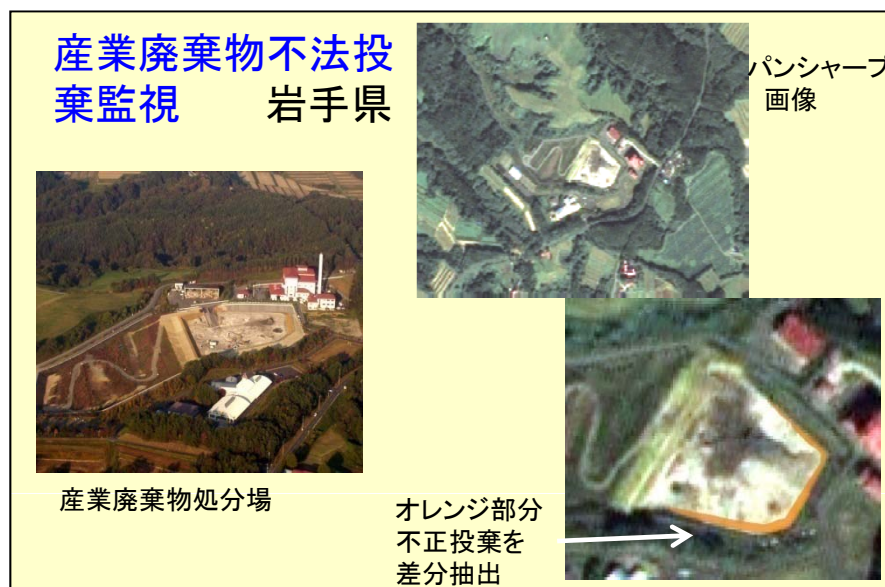 産業廃棄物不法投
棄監視　　岩手県
パンシャープ
画像
産業廃棄物処分場
オレンジ部分
不正投棄を
差分抽出